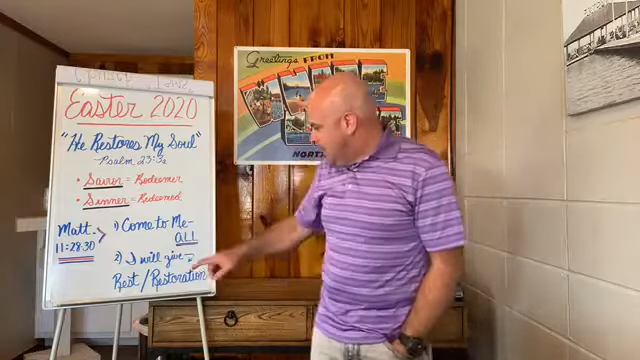 Easter 2020
"He Restores My Soul"
Psalm 23:3a
• Savior = Redeemer
• Sinner = Redeemed
Matt.
11:28-30
>
1) Come to Me-
ALL
2) I will give-
Rest/Restoration
Greetings FROM
NORT